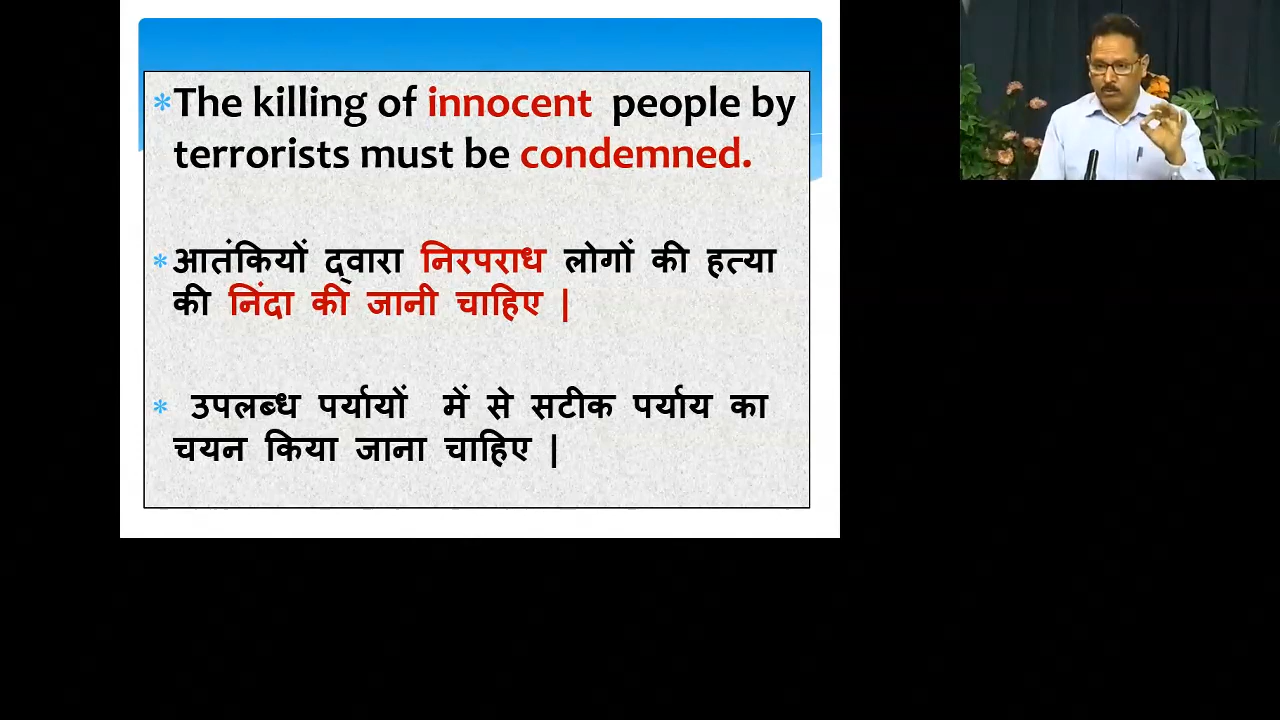 *The killing of innocent people by
terrorists must be condemned.
*आतंकियों द्वारा निरपराध लोगों की हत्या
की निंदा की जानी चाहिए |
* उपलब्ध पर्यायों में से सटीक पर्याय का
चयन किया जाना चाहिए |